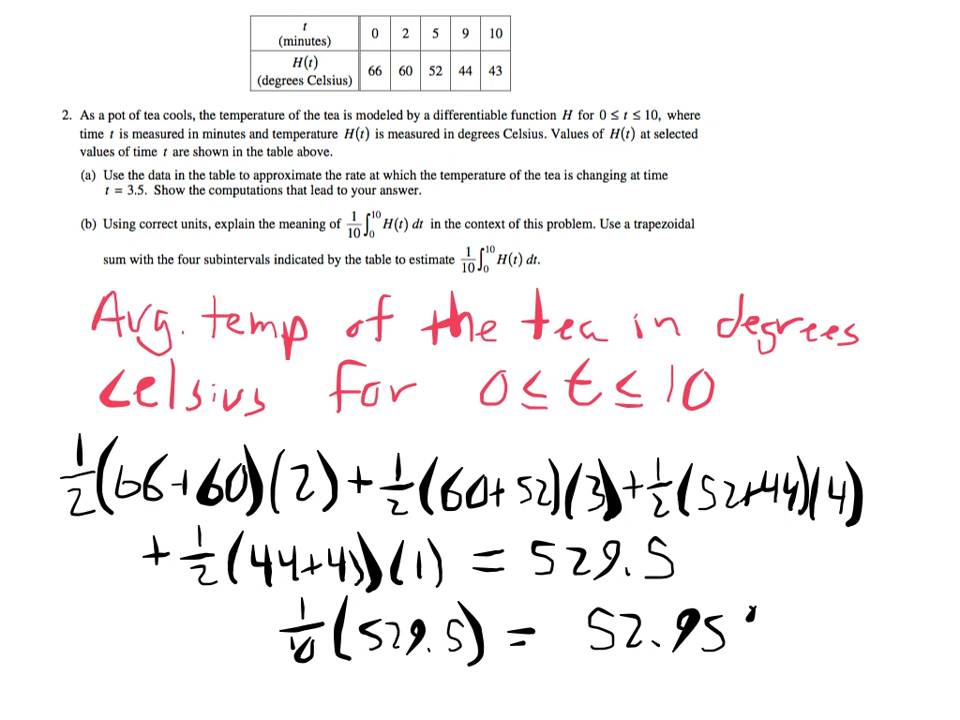 t (minutes) 0 2 5 9 10
H(t) (degrees Celsius) 66 60 52 44 43
2. As a pot of tea cools, the temperature of the tea is modeled by a differentiable function H for 0 ≤ t ≤ 10, where
time t is measured in minutes and temperature H(t) is measured in degrees Celsius. Values of H(t) at selected
values of time t are shown in the table above.
(a) Use the data in the table to approximate the rate at which the temperature of the tea is changing at time
t = 3.5. Show the computations that lead to your answer.
(b) Using correct units, explain the meaning of 1/10 ∫₀¹⁰ H(t) dt in the context of this problem. Use a trapezoidal
sum with the four subintervals indicated by the table to estimate 1/10 ∫₀¹⁰ H(t) dt.
Avg. temp of the tea in degrees
Celsius for 0 ≤ t ≤ 10
1/2(66+60)(2)+1/2(60+52)(3)+1/2(52+44)(4)
+1/2(44+43)(1) = 529.5
1/10(529.5) = 52.95°